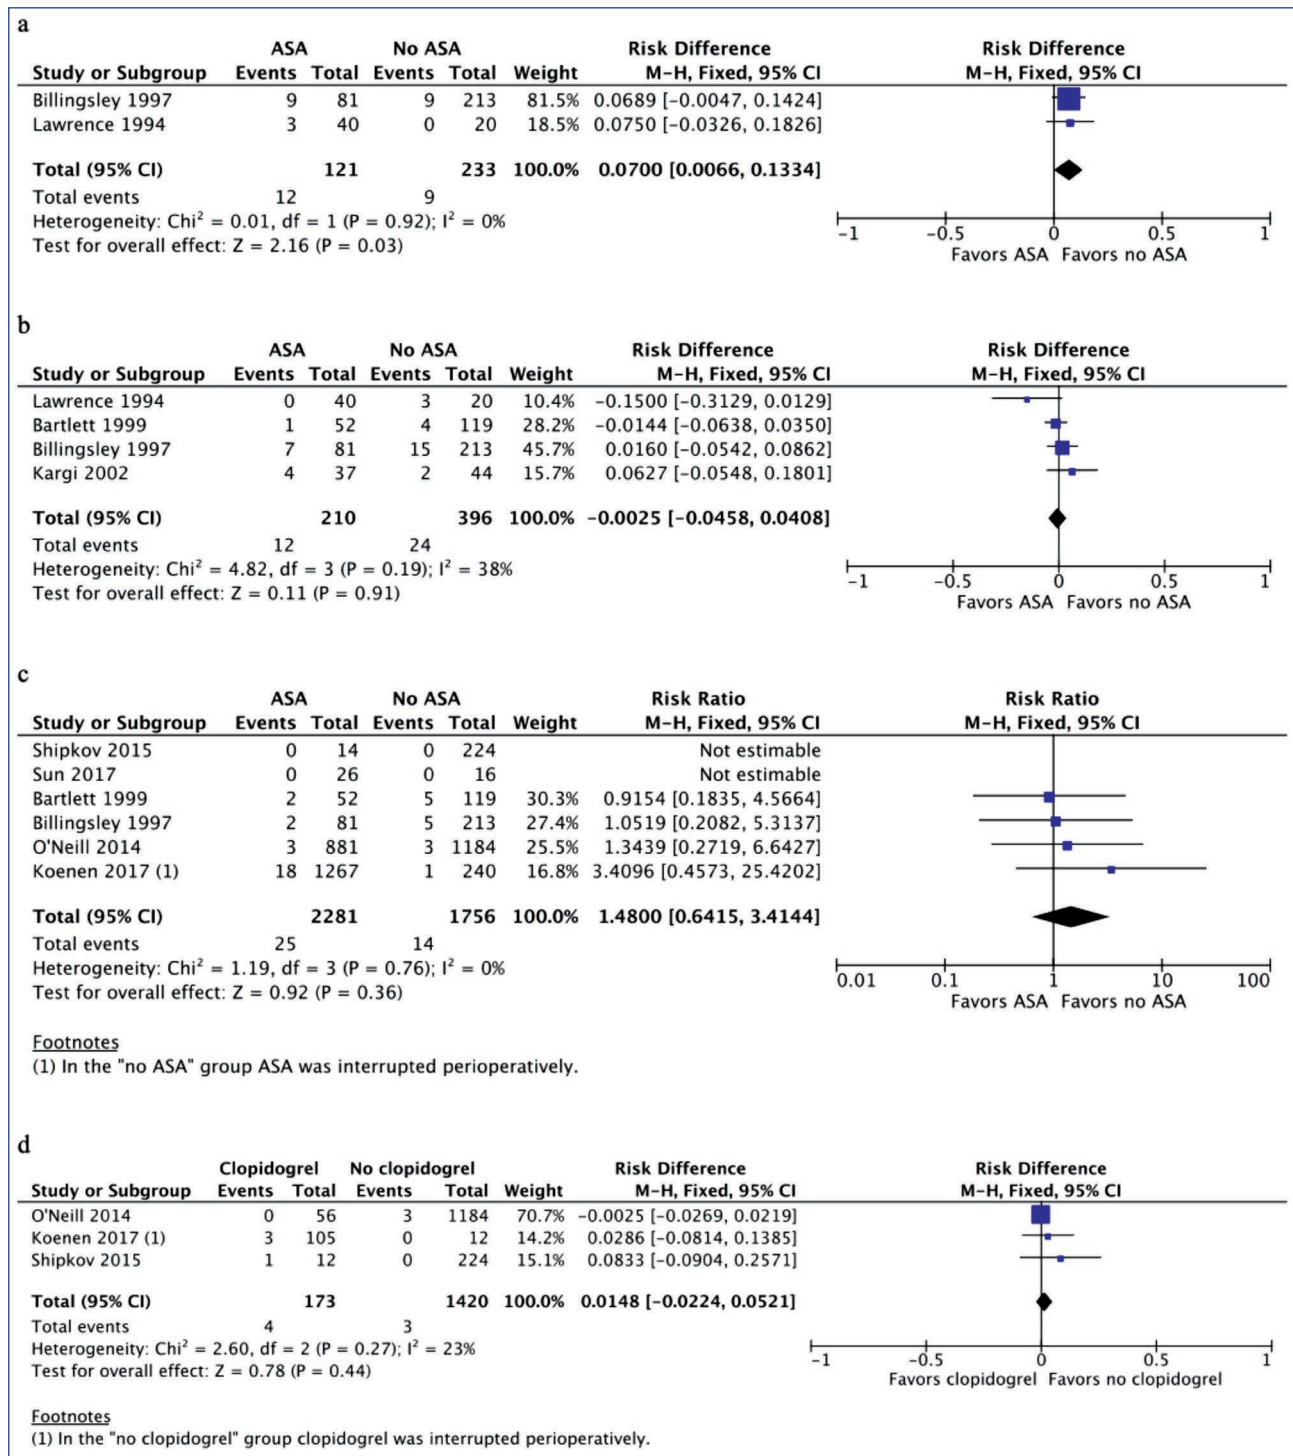 a
ASA No ASA Risk Difference Risk Difference
Study or Subgroup Events Total Events Total Weight M-H, Fixed, 95% CI M-H, Fixed, 95% CI
Billingsley 1997 9 81 9 213 81.5% 0.0689 [-0.0047, 0.1424]
Lawrence 1994 3 40 0 20 18.5% 0.0750 [-0.0326, 0.1826]
Total (95% CI) 121 233 100.0% 0.0700 [0.0066, 0.1334]
Total events 12 9
Heterogeneity: Chi² = 0.01, df = 1 (P = 0.92); I² = 0%
Test for overall effect: Z = 2.16 (P = 0.03)
-1 -0.5 0 0.5 1
Favors ASA Favors no ASA
b
ASA No ASA Risk Difference Risk Difference
Study or Subgroup Events Total Events Total Weight M-H, Fixed, 95% CI M-H, Fixed, 95% CI
Lawrence 1994 0 40 3 20 10.4% -0.1500 [-0.3129, 0.0129]
Bartlett 1999 1 52 4 119 28.2% -0.0144 [-0.0638, 0.0350]
Billingsley 1997 7 81 15 213 45.7% 0.0160 [-0.0542, 0.0862]
Kargi 2002 4 37 2 44 15.7% 0.0627 [-0.0548, 0.1801]
Total (95% CI) 210 396 100.0% -0.0025 [-0.0458, 0.0408]
Total events 12 24
Heterogeneity: Chi² = 4.82, df = 3 (P = 0.19); I² = 38%
Test for overall effect: Z = 0.11 (P = 0.91)
-1 -0.5 0 0.5 1
Favors ASA Favors no ASA
c
ASA No ASA Risk Ratio Risk Ratio
Study or Subgroup Events Total Events Total Weight M-H, Fixed, 95% CI M-H, Fixed, 95% CI
Shipkov 2015 0 14 0 224 Not estimable
Sun 2017 0 26 0 16 Not estimable
Bartlett 1999 2 52 5 119 30.3% 0.9154 [0.1835, 4.5664]
Billingsley 1997 2 81 5 213 27.4% 1.0519 [0.2082, 5.3137]
O'Neill 2014 3 881 3 1184 25.5% 1.3439 [0.2719, 6.6427]
Koenen 2017 (1) 18 1267 1 240 16.8% 3.4096 [0.4573, 25.4202]
Total (95% CI) 2281 1756 100.0% 1.4800 [0.6415, 3.4144]
Total events 25 14
Heterogeneity: Chi² = 1.19, df = 3 (P = 0.76); I² = 0%
Test for overall effect: Z = 0.92 (P = 0.36)
0.01 0.1 1 10 100
Favors ASA Favors no ASA
Footnotes
(1) In the "no ASA" group ASA was interrupted perioperatively.
d
Clopidogrel No clopidogrel Risk Difference Risk Difference
Study or Subgroup Events Total Events Total Weight M-H, Fixed, 95% CI M-H, Fixed, 95% CI
O'Neill 2014 0 56 3 1184 70.7% -0.0025 [-0.0269, 0.0219]
Koenen 2017 (1) 3 105 0 12 14.2% 0.0286 [-0.0814, 0.1385]
Shipkov 2015 1 12 0 224 15.1% 0.0833 [-0.0904, 0.2571]
Total (95% CI) 173 1420 100.0% 0.0148 [-0.0224, 0.0521]
Total events 4 3
Heterogeneity: Chi² = 2.60, df = 2 (P = 0.27); I² = 23%
Test for overall effect: Z = 0.78 (P = 0.44)
-1 -0.5 0 0.5 1
Favors clopidogrel Favors no clopidogrel
Footnotes
(1) In the "no clopidogrel" group clopidogrel was interrupted perioperatively.